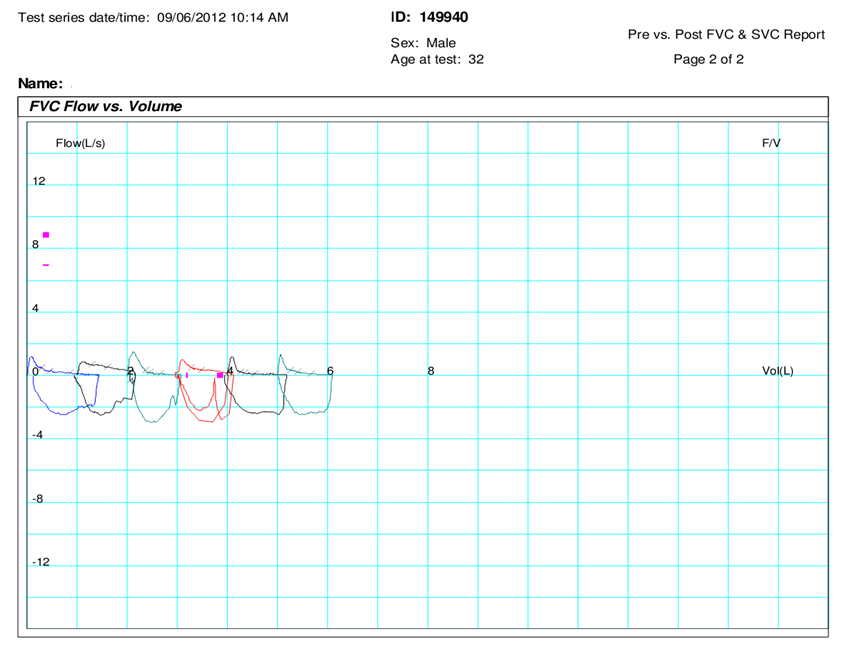 Test series date/time: 09/06/2012 10:14 AM
ID: 149940
Sex: Male
Age at test: 32
Pre vs. Post FVC & SVC Report
Page 2 of 2
Name:
FVC Flow vs. Volume
Flow(L/s)
F/V
12
8
4
0 2 4 6 8 Vol(L)
-4
-8
-12